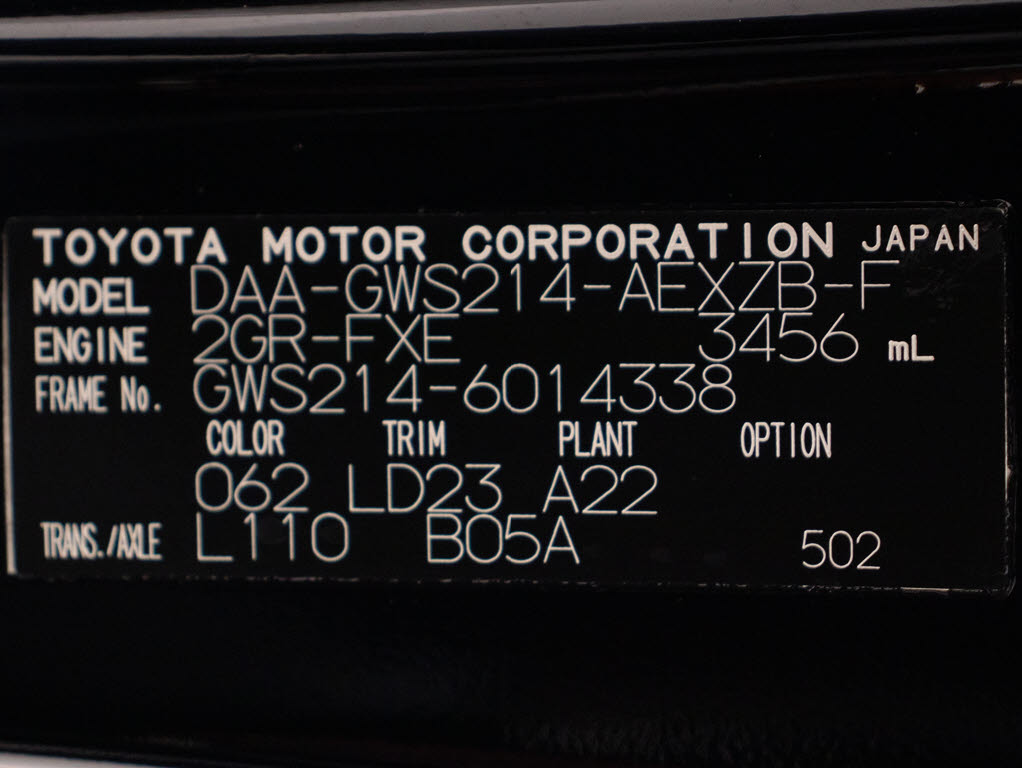 TOYOTA MOTOR CORPORATION JAPAN
MODEL DAA-GWS214-AEXZB-F
ENGINE 2GR-FXE 3456 mL
FRAME No. GWS214-6014338
COLOR TRIM PLANT OPTION
062 LD23 A22
TRANS./AXLE L110 B05A 502